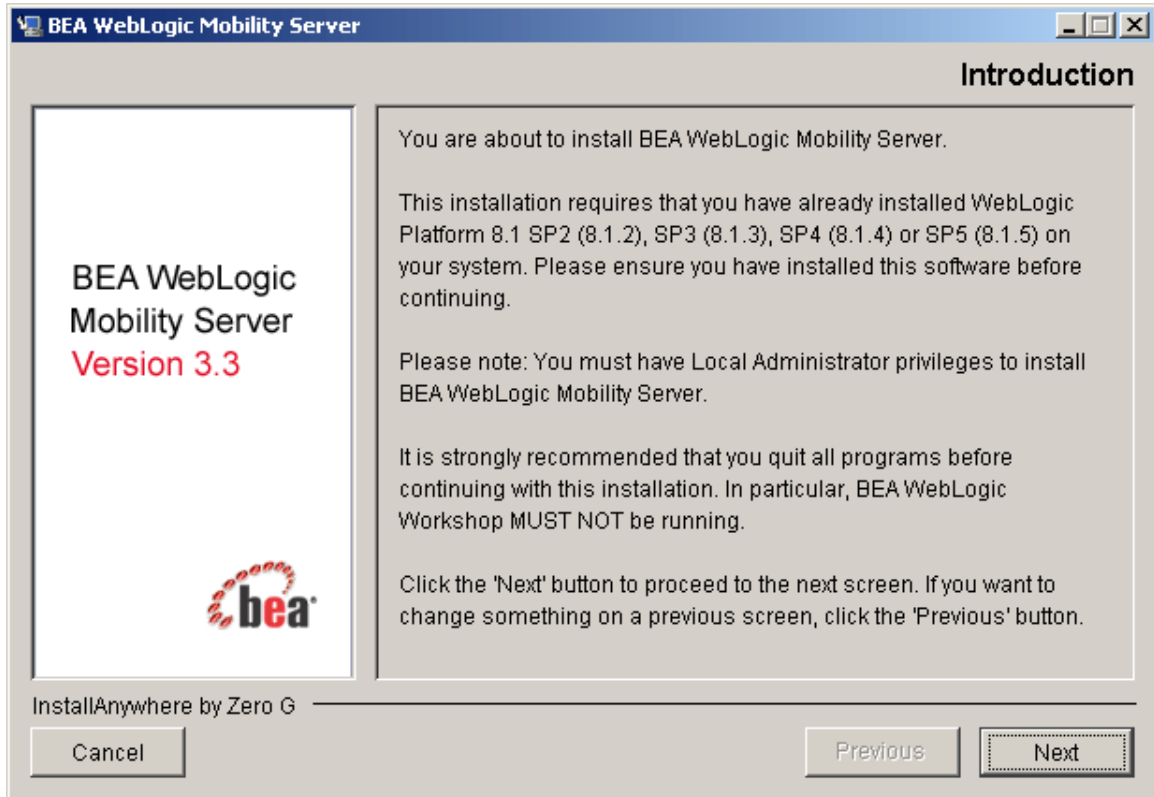 BEA WebLogic Mobility Server
Introduction
BEA WebLogic
Mobility Server
Version 3.3
bea
You are about to install BEA WebLogic Mobility Server.
This installation requires that you have already installed WebLogic
Platform 8.1 SP2 (8.1.2), SP3 (8.1.3), SP4 (8.1.4) or SP5 (8.1.5) on
your system. Please ensure you have installed this software before
continuing.
Please note: You must have Local Administrator privileges to install
BEA WebLogic Mobility Server.
It is strongly recommended that you quit all programs before
continuing with this installation. In particular, BEA WebLogic
Workshop MUST NOT be running.
Click the 'Next' button to proceed to the next screen. If you want to
change something on a previous screen, click the 'Previous' button.
InstallAnywhere by Zero G
Cancel
Previous
Next